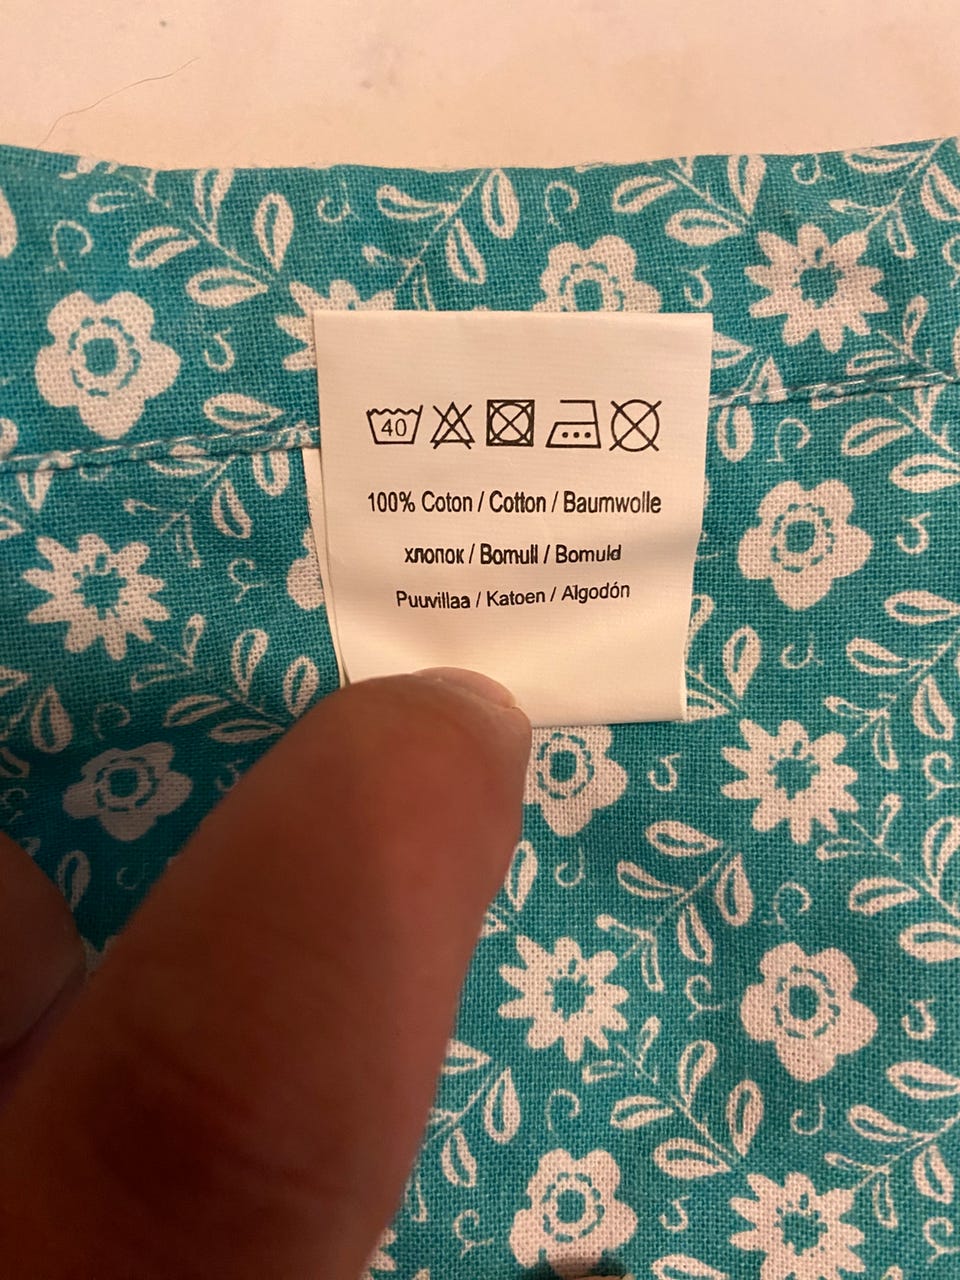 40
100% Coton / Cotton / Baumwolle
хлопок / Bomull / Bomuld
Puuvillaa / Katoen / Algodón